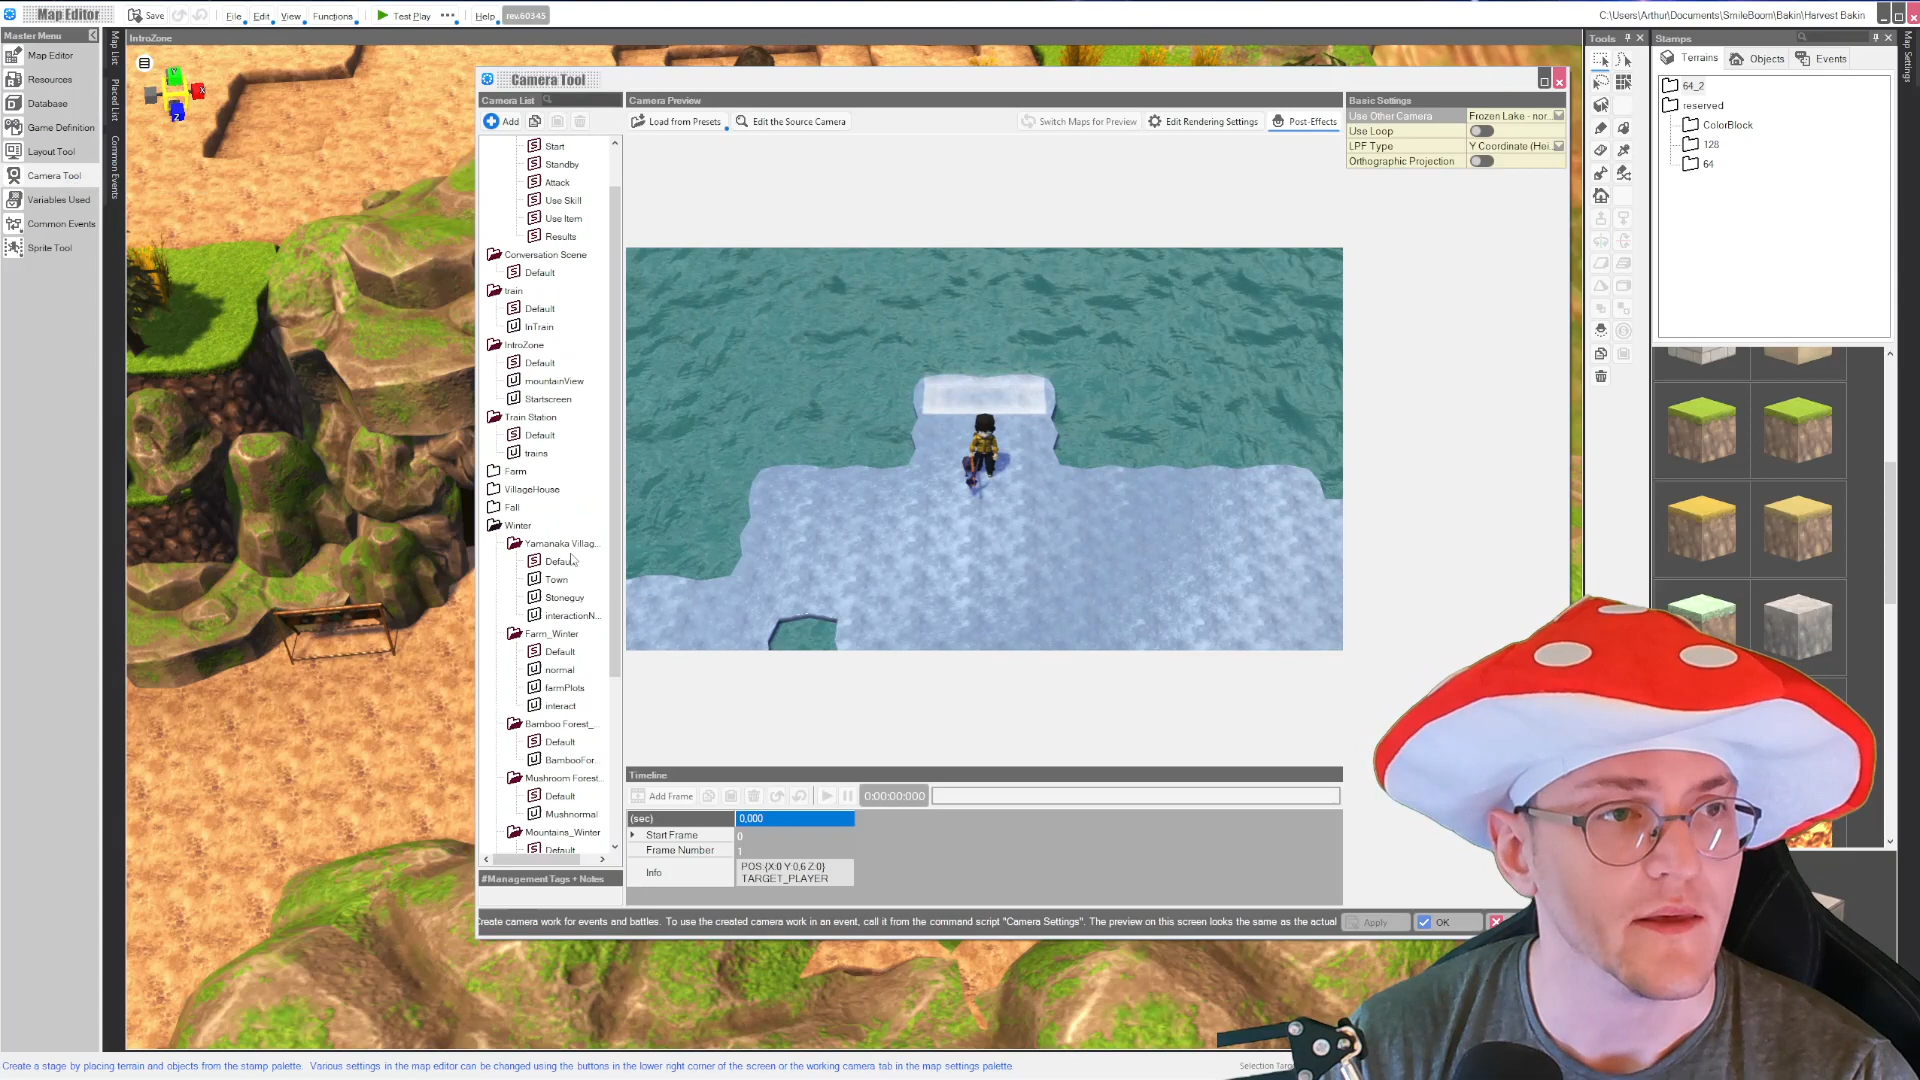 Map Editor
Save
File
Edit
View
Functions
Test Play
Help
rev.60345
C:\Users\Arthur\Documents\SmileBoom\Bakin\Harvest Bakin
Master Menu
Map Editor
Resources
Database
Game Definition
Layout Tool
Camera Tool
Variables Used
Common Events
Sprite Tool
Map List
Placed List
Common Events
IntroZone
Y
X
Z
Camera Tool
Camera List
Add
Start
Standby
Attack
Use Skill
Use Item
Results
Conversation Scene
Default
train
Default
InTrain
IntroZone
Default
mountainView
Startscreen
Train Station
Default
trains
Farm
VillageHouse
Fall
Winter
Yamanaka Villag...
Town
Stoneguy
interactionN...
Farm_Winter
Default
normal
farmPlots
interact
Bamboo Forest_...
Default
BambooFor...
Mushroom Forest...
Default
Mushnormal
Mountains_Winter
Default
#Management Tags + Notes
Camera Preview
Load from Presets
Edit the Source Camera
Switch Maps for Preview
Edit Rendering Settings
Post-Effects
Timeline
Add Frame
0:00:00:000
(sec) 0,000
Start Frame 0
Frame Number 1
Info
POS:{X:0 Y:0,6 Z:0}
TARGET_PLAYER
Basic Settings
Use Other Camera Frozen Lake - nor...
Use Loop
LPF Type Y Coordinate (Hei...
Orthographic Projection
create camera work for events and battles. To use the created camera work in an event, call it from the command script "Camera Settings". The preview on this screen looks the same as the actual
Apply
OK
Tools
Stamps
Terrains
Objects
Events
64_2
reserved
ColorBlock
128
64
Map Settings
Create a stage by placing terrain and objects from the stamp palette. Various settings in the map editor can be changed using the buttons in the lower right corner of the screen or the working camera tab in the map settings palette.